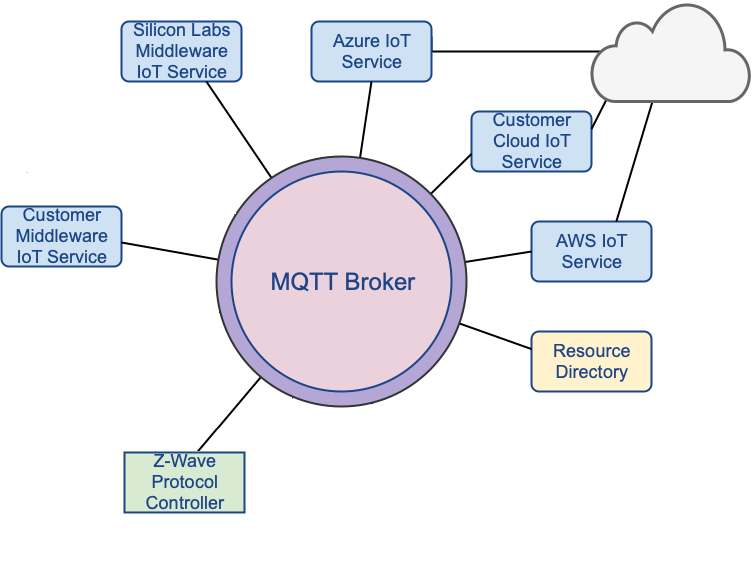 Silicon Labs
Middleware
IoT Service
Azure IoT
Service
Customer
Cloud IoT
Service
Customer
Middleware
IoT Service
AWS IoT
Service
MQTT Broker
Resource
Directory
Z-Wave
Protocol
Controller